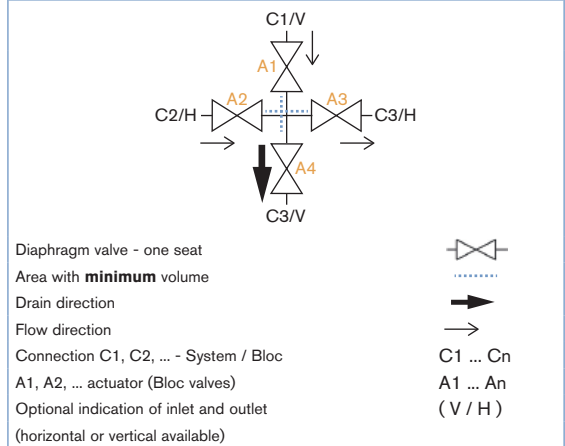 C1/V
A1
A2
A3
C2/H
C3/H
A4
C3/V
Diaphragm valve - one seat
Area with minimum volume
Drain direction
Flow direction
Connection C1, C2, ... - System / Bloc C1 ... Cn
A1, A2, ... actuator (Bloc valves) A1 ... An
Optional indication of inlet and outlet ( V / H )
(horizontal or vertical available)